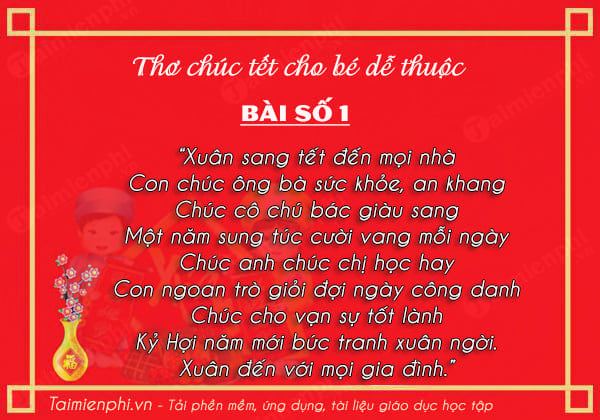 Thơ chúc tết cho bé dễ thuộc
BÀI SỐ 1
"Xuân sang tết đến mọi nhà
Con chúc ông bà sức khỏe, an khang
Chúc cô chú bác giàu sang
Một năm sung túc cười vang mỗi ngày
Chúc anh chúc chị học hay
Con ngoan trò giỏi đợi ngày công danh
Chúc cho vạn sự tốt lành
Kỷ Hợi năm mới bức tranh xuân ngời.
Xuân đến với mọi gia đình."
Taimienphi.vn - Tải phần mềm, ứng dụng, tài liệu giáo dục học tập